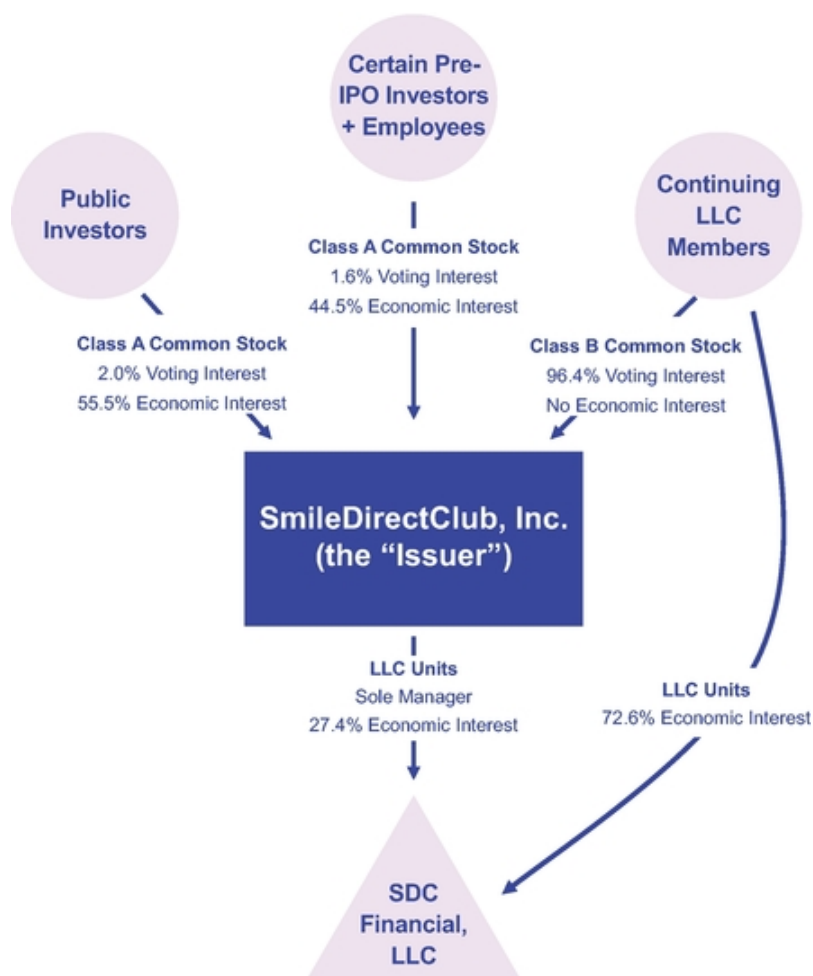 Certain Pre-
IPO Investors
+ Employees
Public
Investors
Continuing
LLC
Members
Class A Common Stock
1.6% Voting Interest
44.5% Economic Interest
Class A Common Stock
2.0% Voting Interest
55.5% Economic Interest
Class B Common Stock
96.4% Voting Interest
No Economic Interest
SmileDirectClub, Inc.
(the “Issuer”)
LLC Units
Sole Manager
27.4% Economic Interest
LLC Units
72.6% Economic Interest
SDC
Financial,
LLC